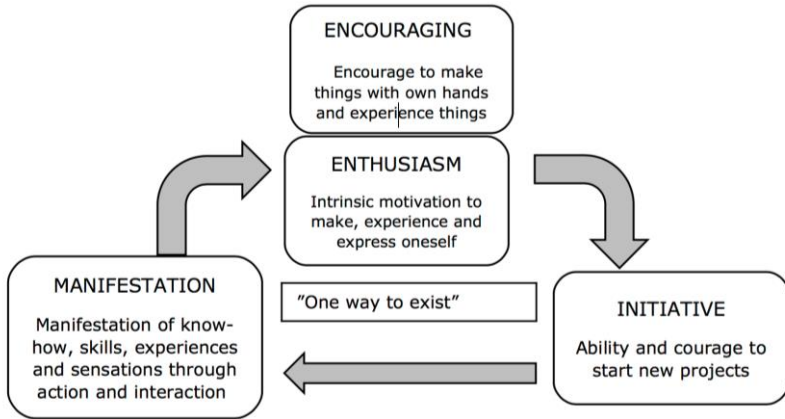 ENCOURAGING
Encourage to make
things with own hands
and experience things
ENTHUSIASM
Intrinsic motivation to
make, experience and
express oneself
MANIFESTATION
Manifestation of know-
how, skills, experiences
and sensations through
action and interaction
”One way to exist”
INITIATIVE
Ability and courage to
start new projects